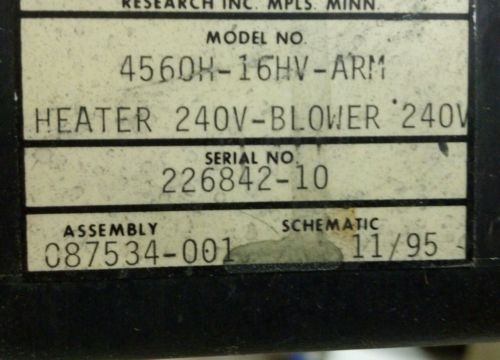 RESEARCH INC. MPLS. MINN.
MODEL NO.
4560H-16HV-ARM
HEATER 240V-BLOWER 240V
SERIAL NO.
226842-10
ASSEMBLY SCHEMATIC
087534-001 11/95